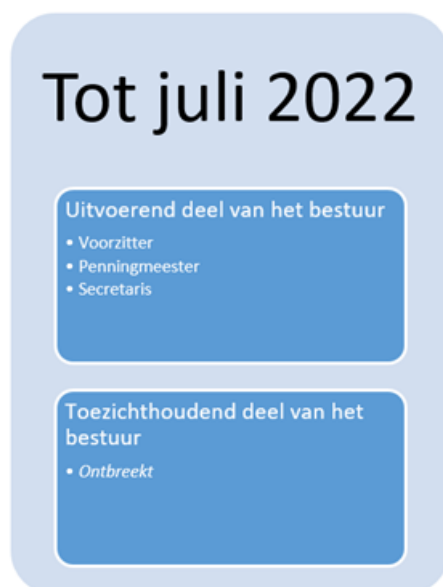 Tot juli 2022
Uitvoerend deel van het bestuur
• Voorzitter
• Penningmeester
• Secretaris
Toezichthoudend deel van het
bestuur
• Ontbreekt